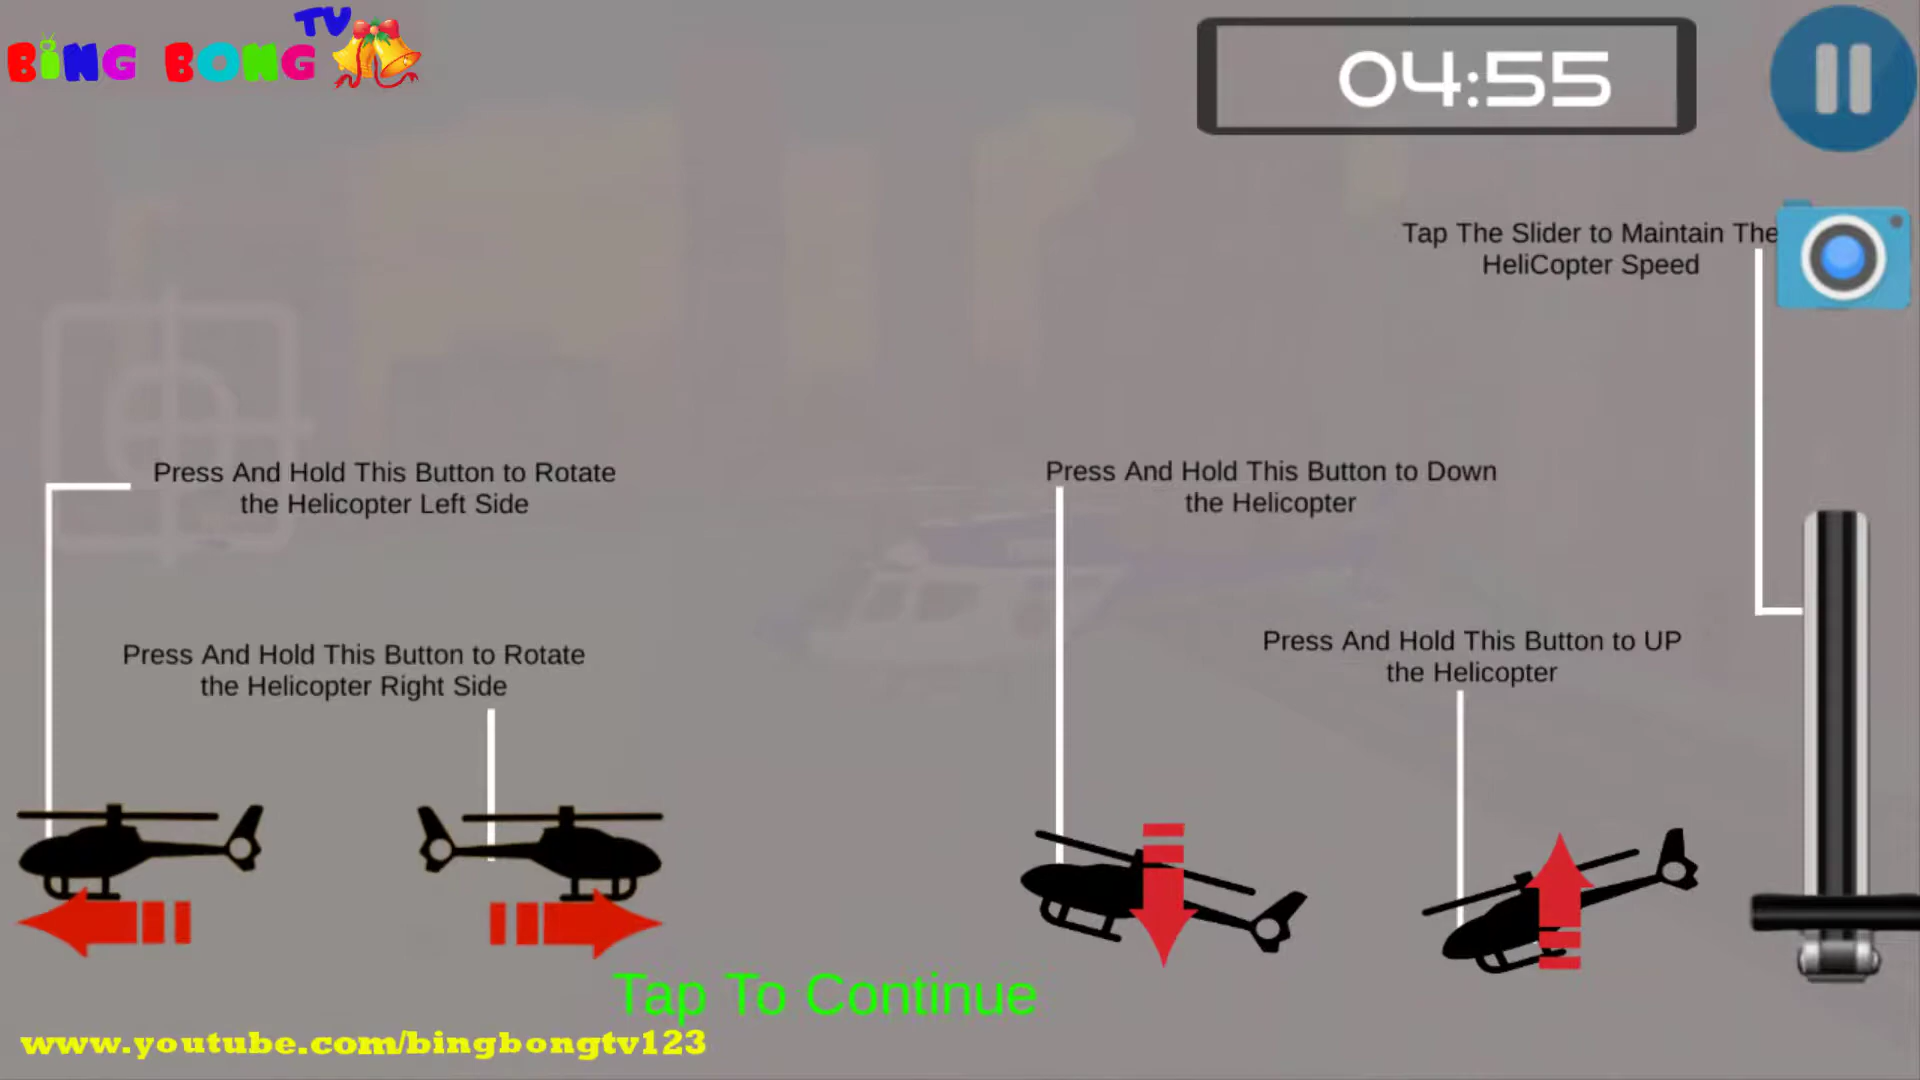 TV
BiNG BONG
04:55
Tap The Slider to Maintain The
HeliCopter Speed
Press And Hold This Button to Rotate
the Helicopter Left Side
Press And Hold This Button to Down
the Helicopter
Press And Hold This Button to Rotate
the Helicopter Right Side
Press And Hold This Button to UP
the Helicopter
Tap To Continue
www.youtube.com/bingbongtv123